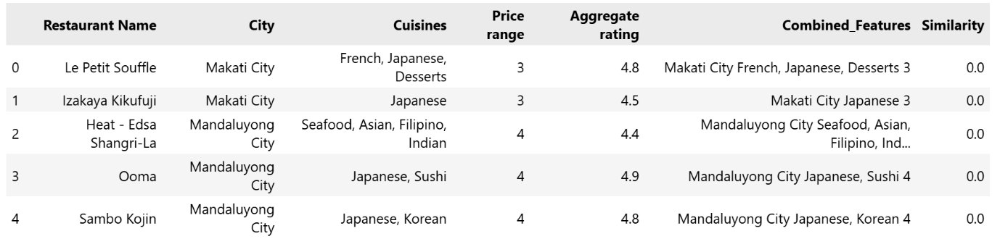 Restaurant Name City Cuisines Price range Aggregate rating Combined_Features Similarity
0 Le Petit Souffle Makati City French, Japanese, Desserts 3 4.8 Makati City French, Japanese, Desserts 3 0.0
1 Izakaya Kikufuji Makati City Japanese 3 4.5 Makati City Japanese 3 0.0
2 Heat - Edsa Shangri-La Mandaluyong City Seafood, Asian, Filipino, Indian 4 4.4 Mandaluyong City Seafood, Asian, Filipino, Ind... 0.0
3 Ooma Mandaluyong City Japanese, Sushi 4 4.9 Mandaluyong City Japanese, Sushi 4 0.0
4 Sambo Kojin Mandaluyong City Japanese, Korean 4 4.8 Mandaluyong City Japanese, Korean 4 0.0